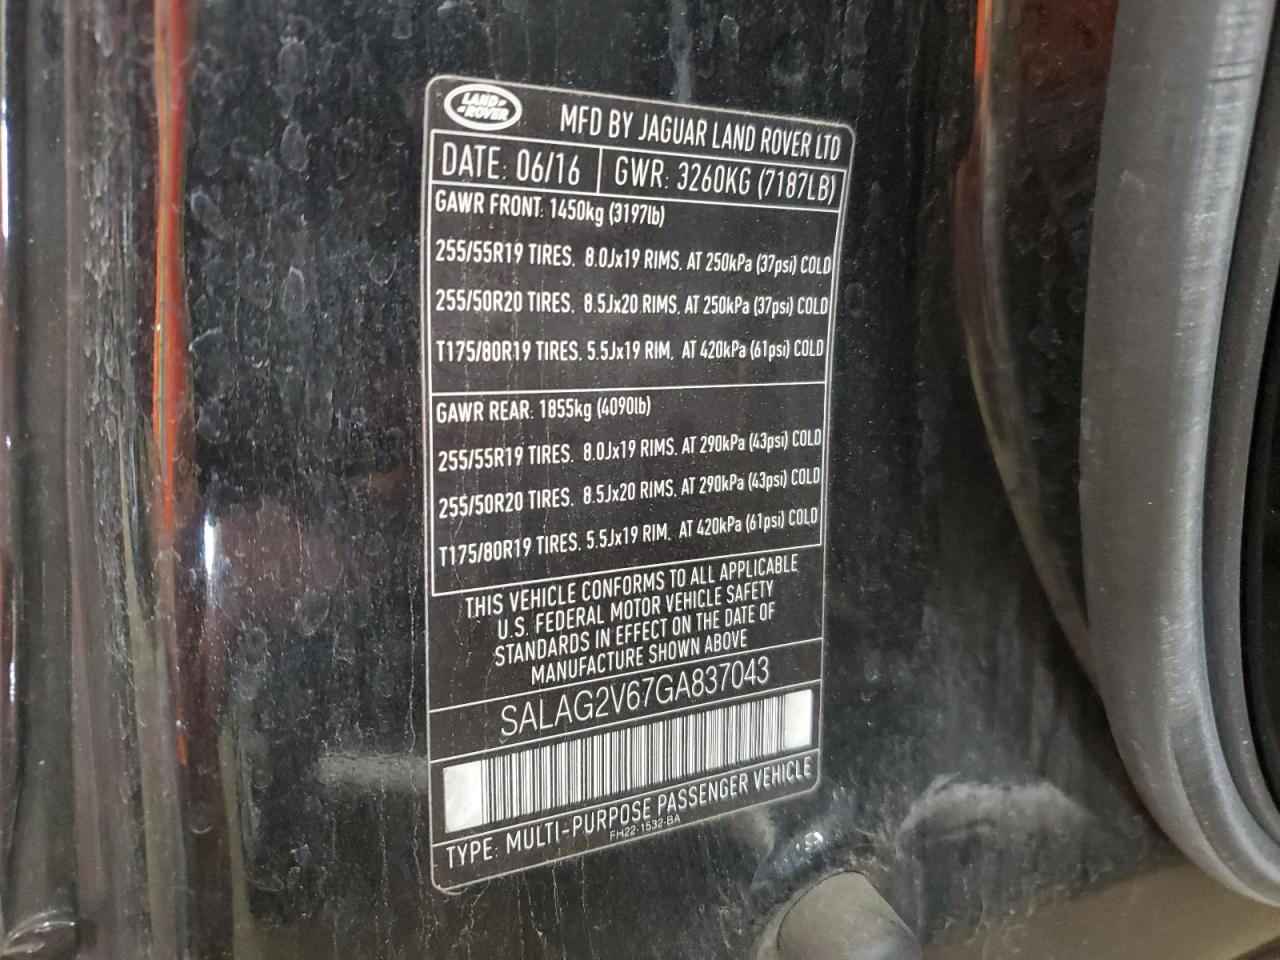 LAND ROVER
MFD BY JAGUAR LAND ROVER LTD
DATE: 06/16 GWR: 3260KG (7187LB)
GAWR FRONT: 1450kg (3197lb)
255/55R19 TIRES. 8.0Jx19 RIMS. AT 250kPa (37psi) COLD
255/50R20 TIRES. 8.5Jx20 RIMS. AT 250kPa (37psi) COLD
T175/80R19 TIRES. 5.5Jx19 RIM. AT 420kPa (61psi) COLD
GAWR REAR: 1855kg (4090lb)
255/55R19 TIRES. 8.0Jx19 RIMS. AT 290kPa (43psi) COLD
255/50R20 TIRES. 8.5Jx20 RIMS. AT 290kPa (43psi) COLD
T175/80R19 TIRES. 5.5Jx19 RIM. AT 420kPa (61psi) COLD
THIS VEHICLE CONFORMS TO ALL APPLICABLE
U.S. FEDERAL MOTOR VEHICLE SAFETY
STANDARDS IN EFFECT ON THE DATE OF
MANUFACTURE SHOWN ABOVE
SALAG2V67GA837043
TYPE: MULTI-PURPOSE PASSENGER VEHICLE
FH22-1532-BA